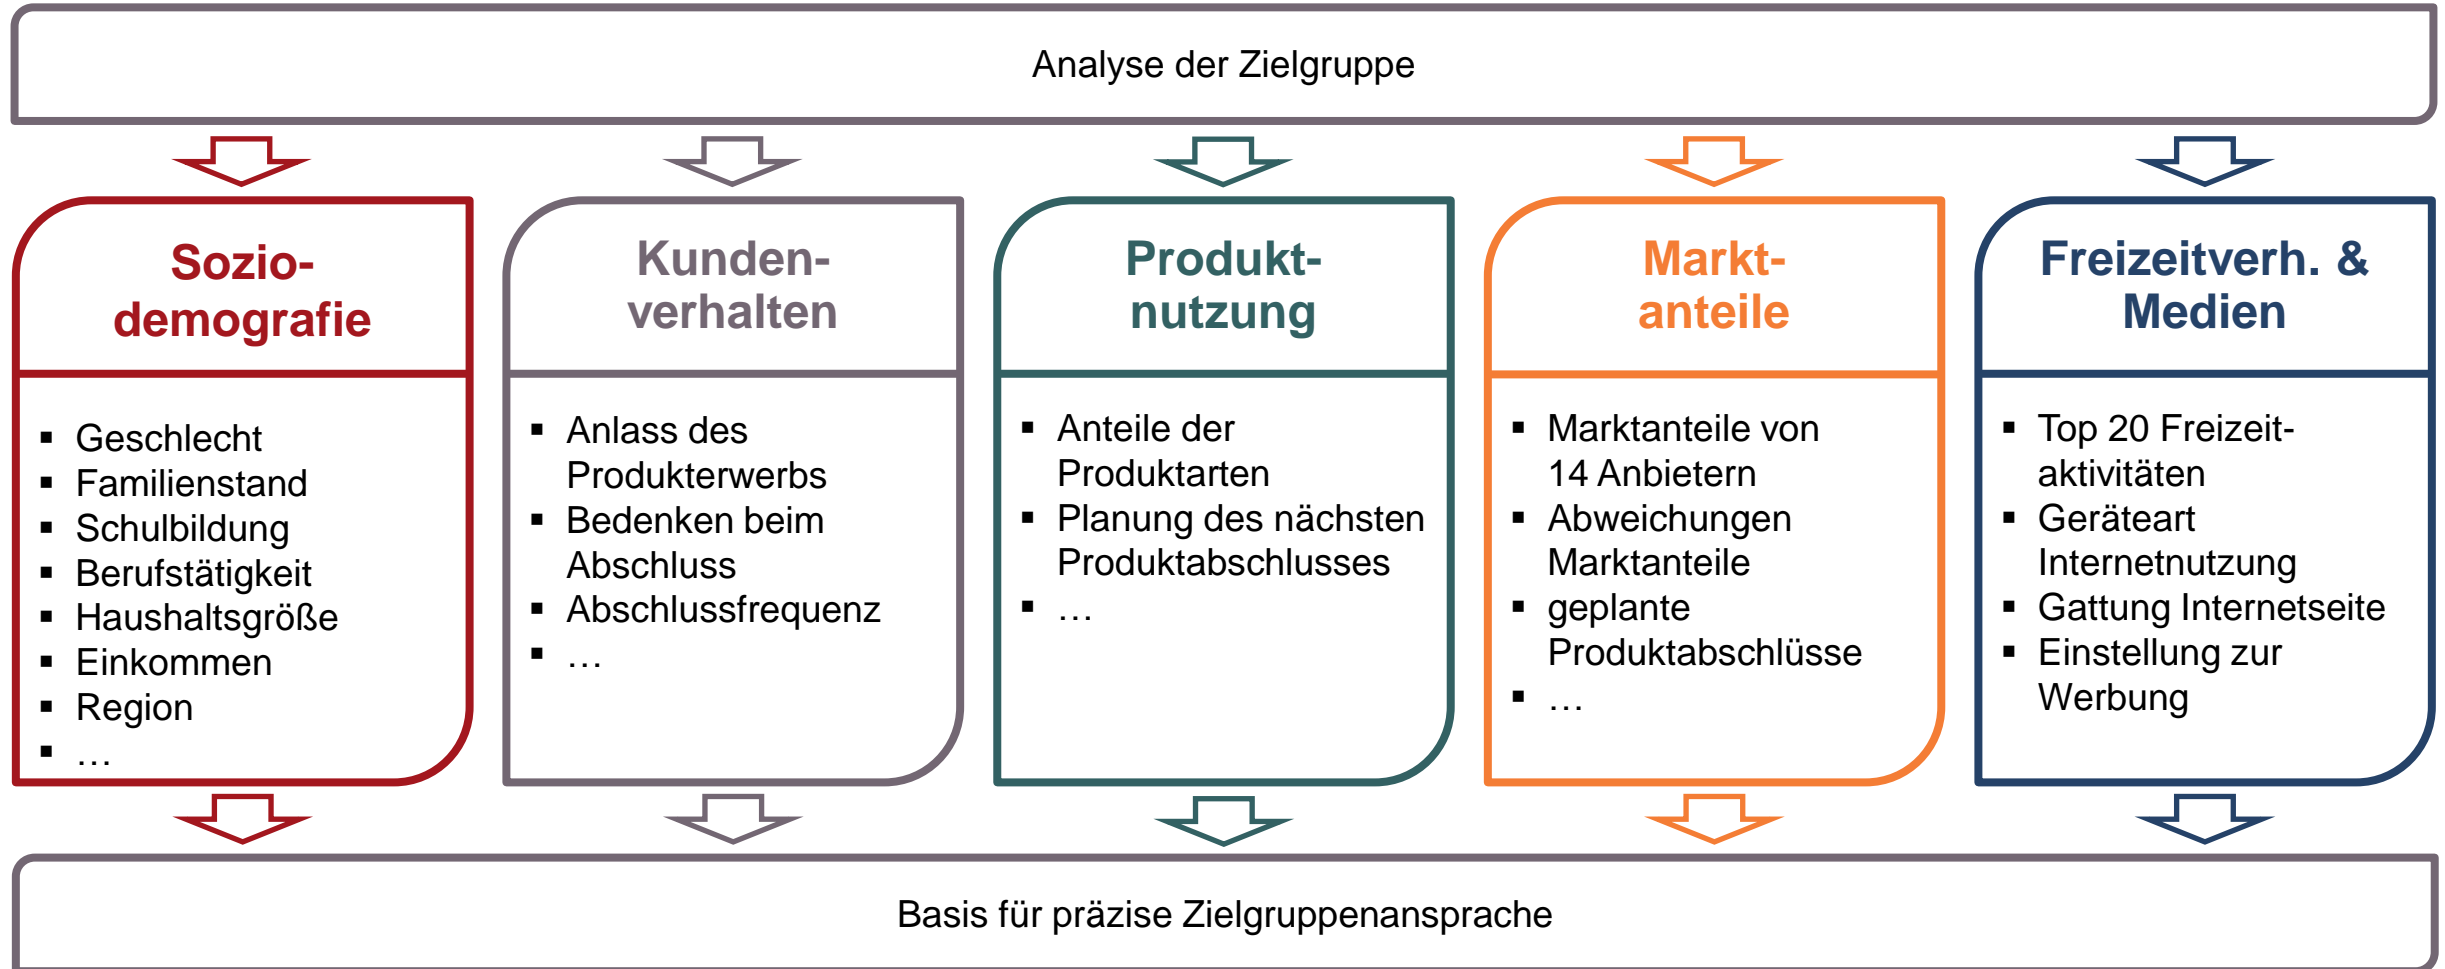 Analyse der Zielgruppe
Sozio-
demografie
▪ Geschlecht
▪ Familienstand
▪ Schulbildung
▪ Berufstätigkeit
▪ Haushaltsgröße
▪ Einkommen
▪ Region
▪ …
Kunden-
verhalten
▪ Anlass des
Produkterwerbs
▪ Bedenken beim
Abschluss
▪ Abschlussfrequenz
▪ …
Produkt-
nutzung
▪ Anteile der
Produktarten
▪ Planung des nächsten
Produktabschlusses
▪ …
Markt-
anteile
▪ Marktanteile von
14 Anbietern
▪ Abweichungen
Marktanteile
▪ geplante
Produktabschlüsse
▪ …
Freizeitverh. &
Medien
▪ Top 20 Freizeit-
aktivitäten
▪ Geräteart
Internetnutzung
▪ Gattung Internetseite
▪ Einstellung zur
Werbung
Basis für präzise Zielgruppenansprache